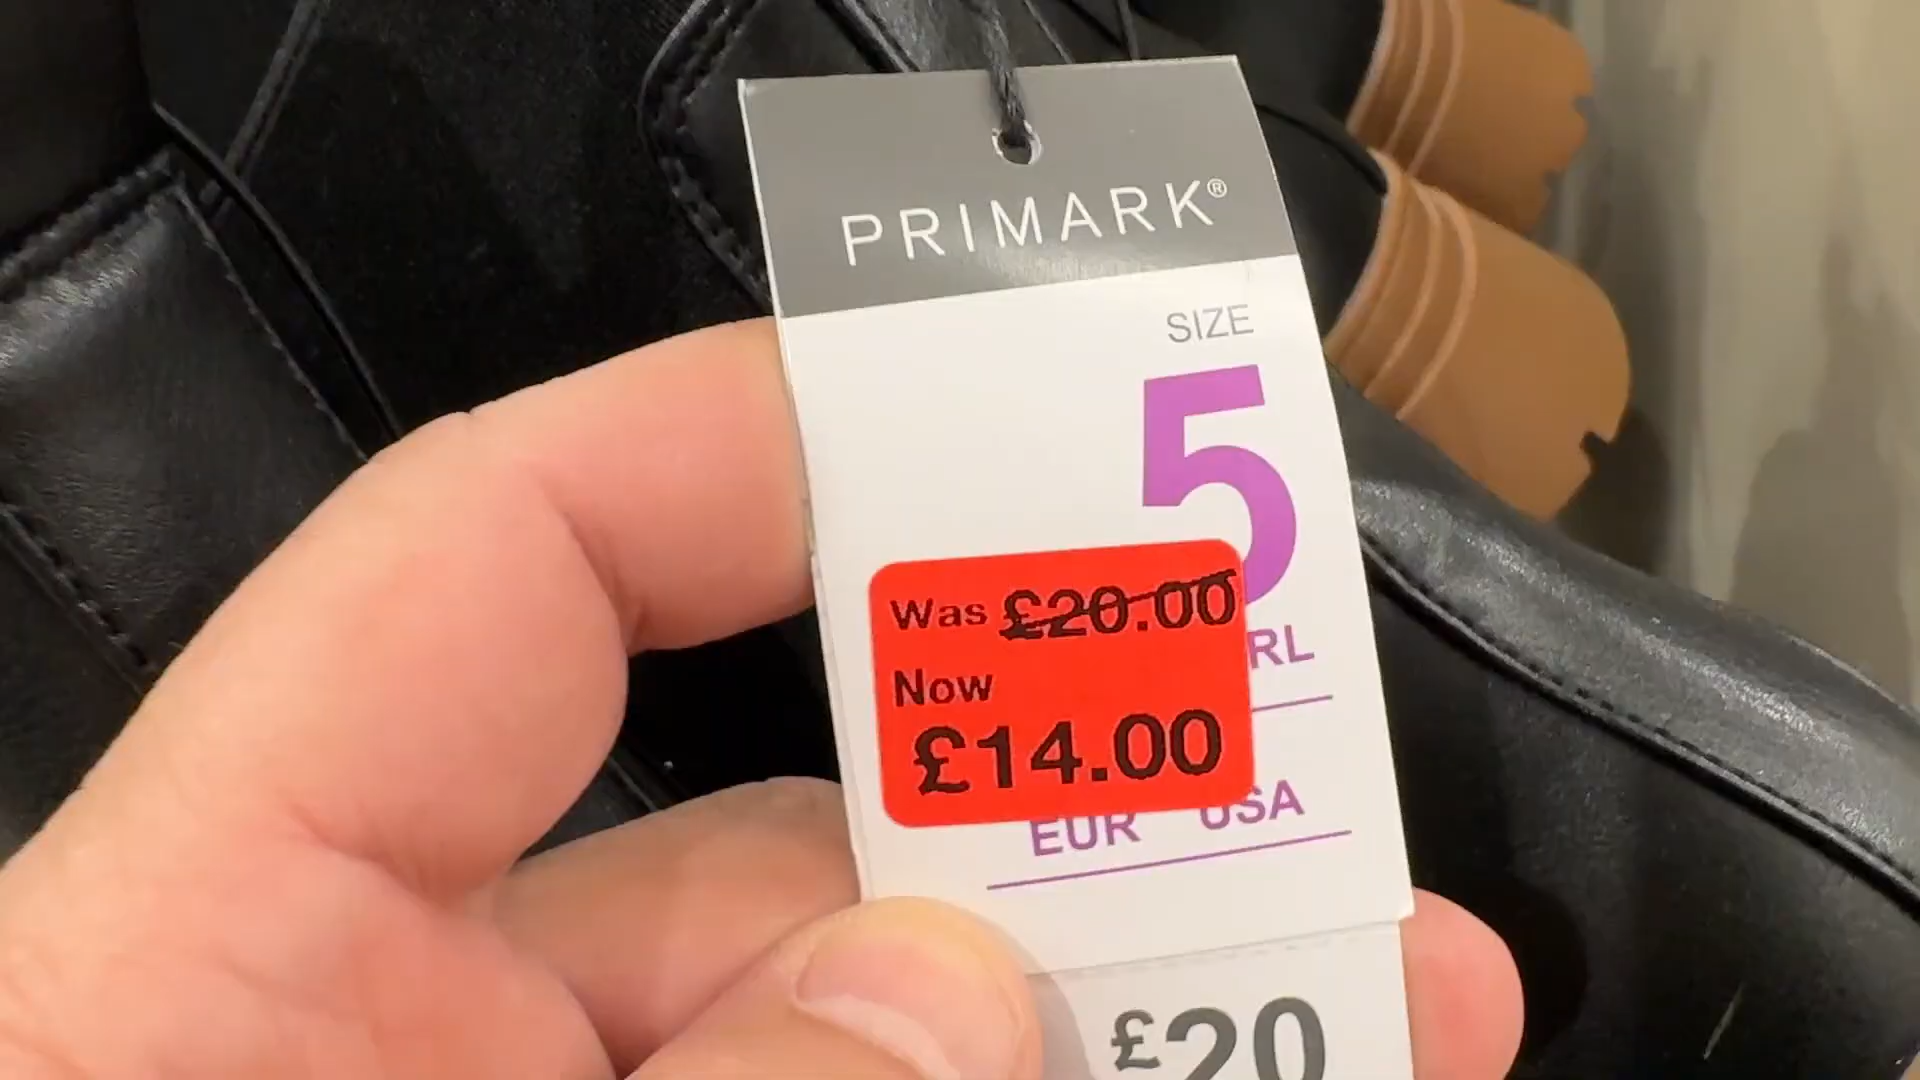 PRIMARK®
SIZE
5
Was £20.00
RL
Now
£14.00
EUR USA
£20